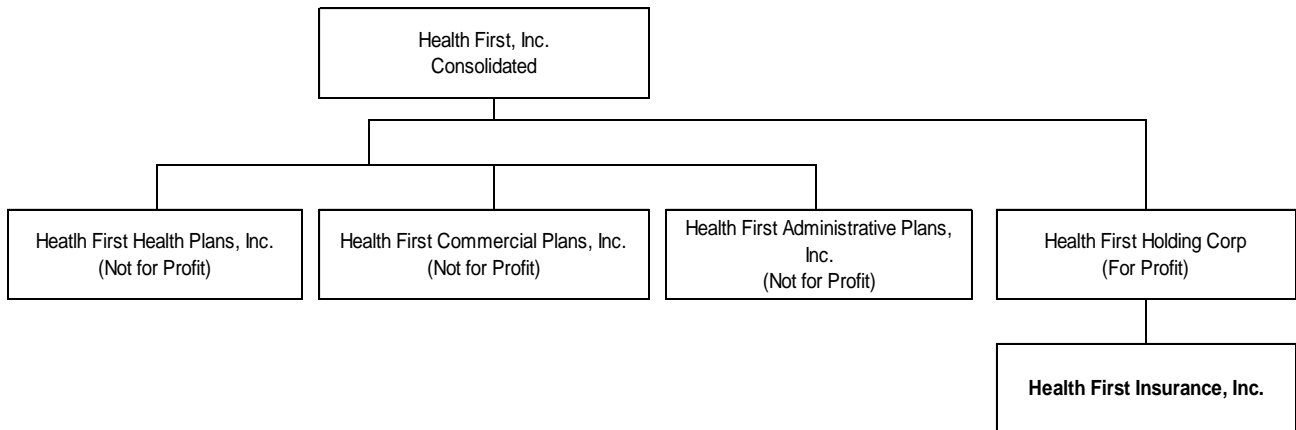 Health First, Inc.
Consolidated
Heatlh First Health Plans, Inc.
(Not for Profit)
Health First Commercial Plans, Inc.
(Not for Profit)
Health First Administrative Plans,
Inc.
(Not for Profit)
Health First Holding Corp
(For Profit)
Health First Insurance, Inc.